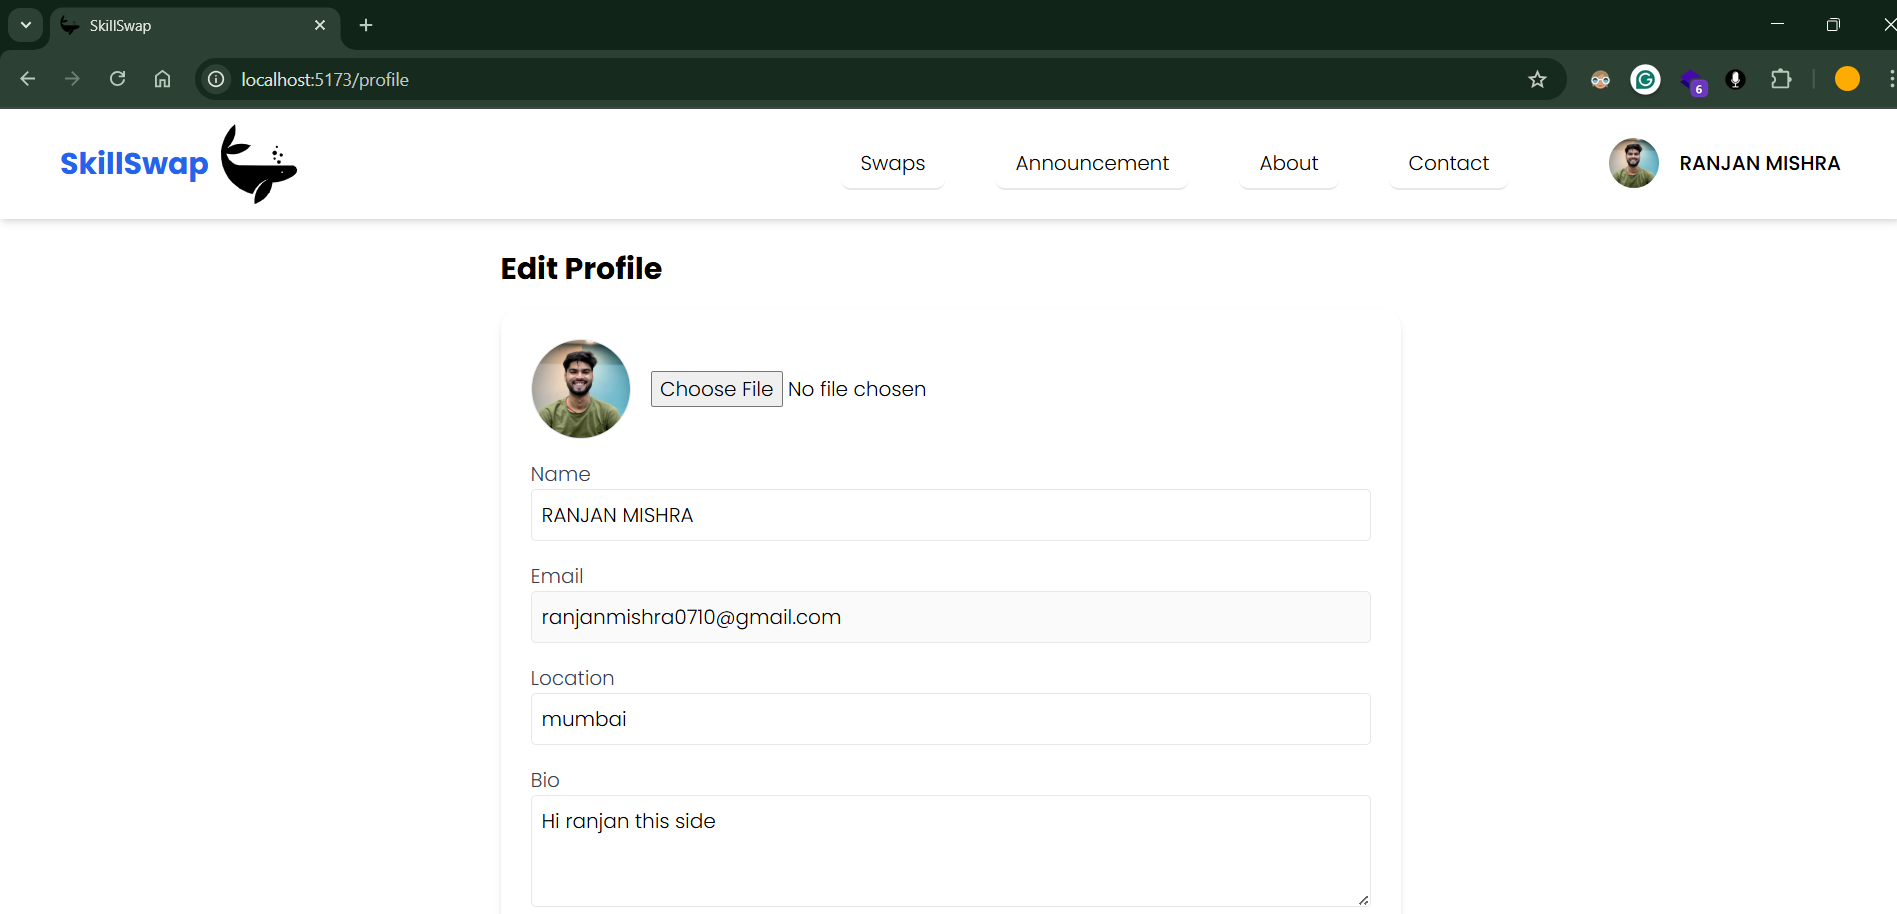 SkillSwap
localhost:5173/profile
6
SkillSwap
Swaps
Announcement
About
Contact
RANJAN MISHRA
Edit Profile
Choose File No file chosen
Name
RANJAN MISHRA
Email
ranjanmishra0710@gmail.com
Location
mumbai
Bio
Hi ranjan this side